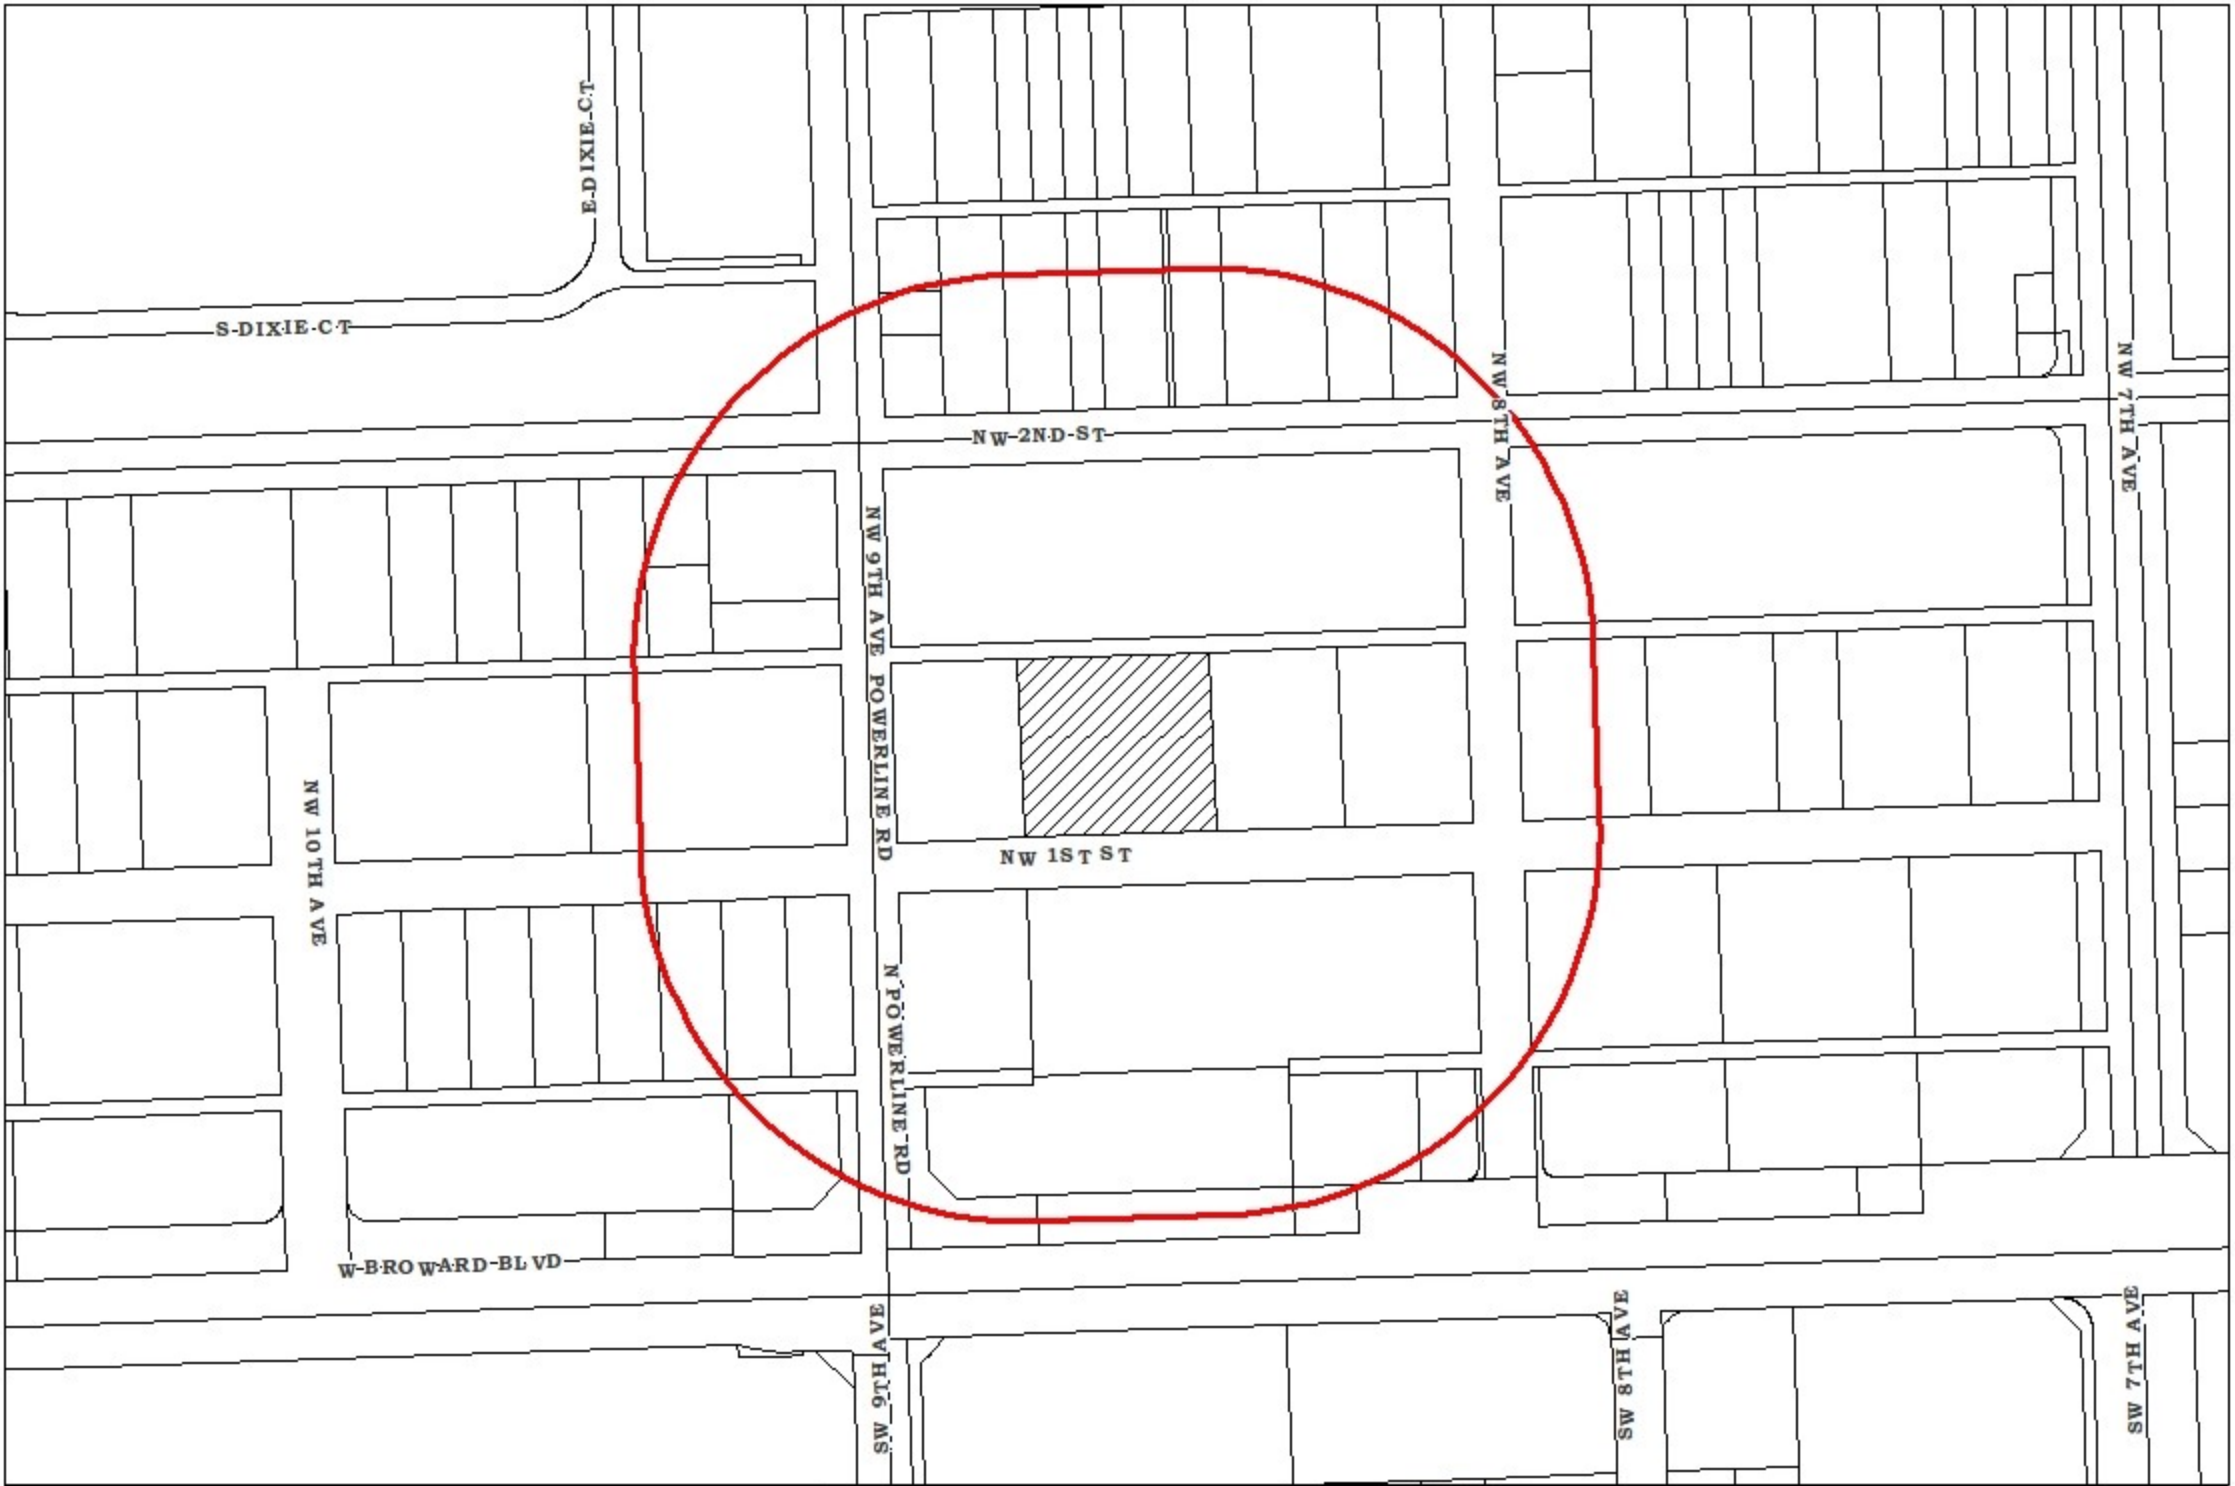 E DIXIE CT
S DIXIE CT
NW 8TH AVE
NW 7TH AVE
NW 2ND ST
NW 9TH AVE POWERLINE RD
NW 10TH AVE
NW 1ST ST
N POWERLINE RD
W BROWARD BLVD
SW 9TH AVE
SW 8TH AVE
SW 7TH AVE